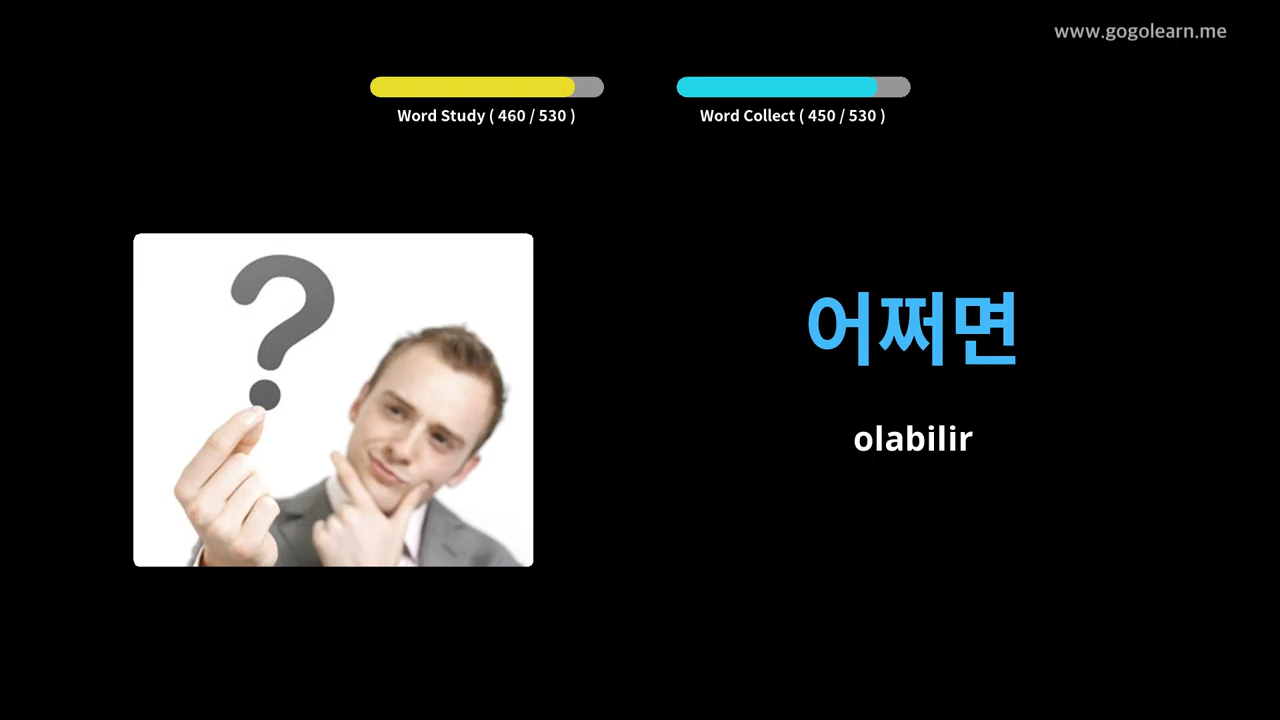 www.gogolearn.me
Word Study ( 460 / 530 )
Word Collect ( 450 / 530 )
?
어쩌면
olabilir